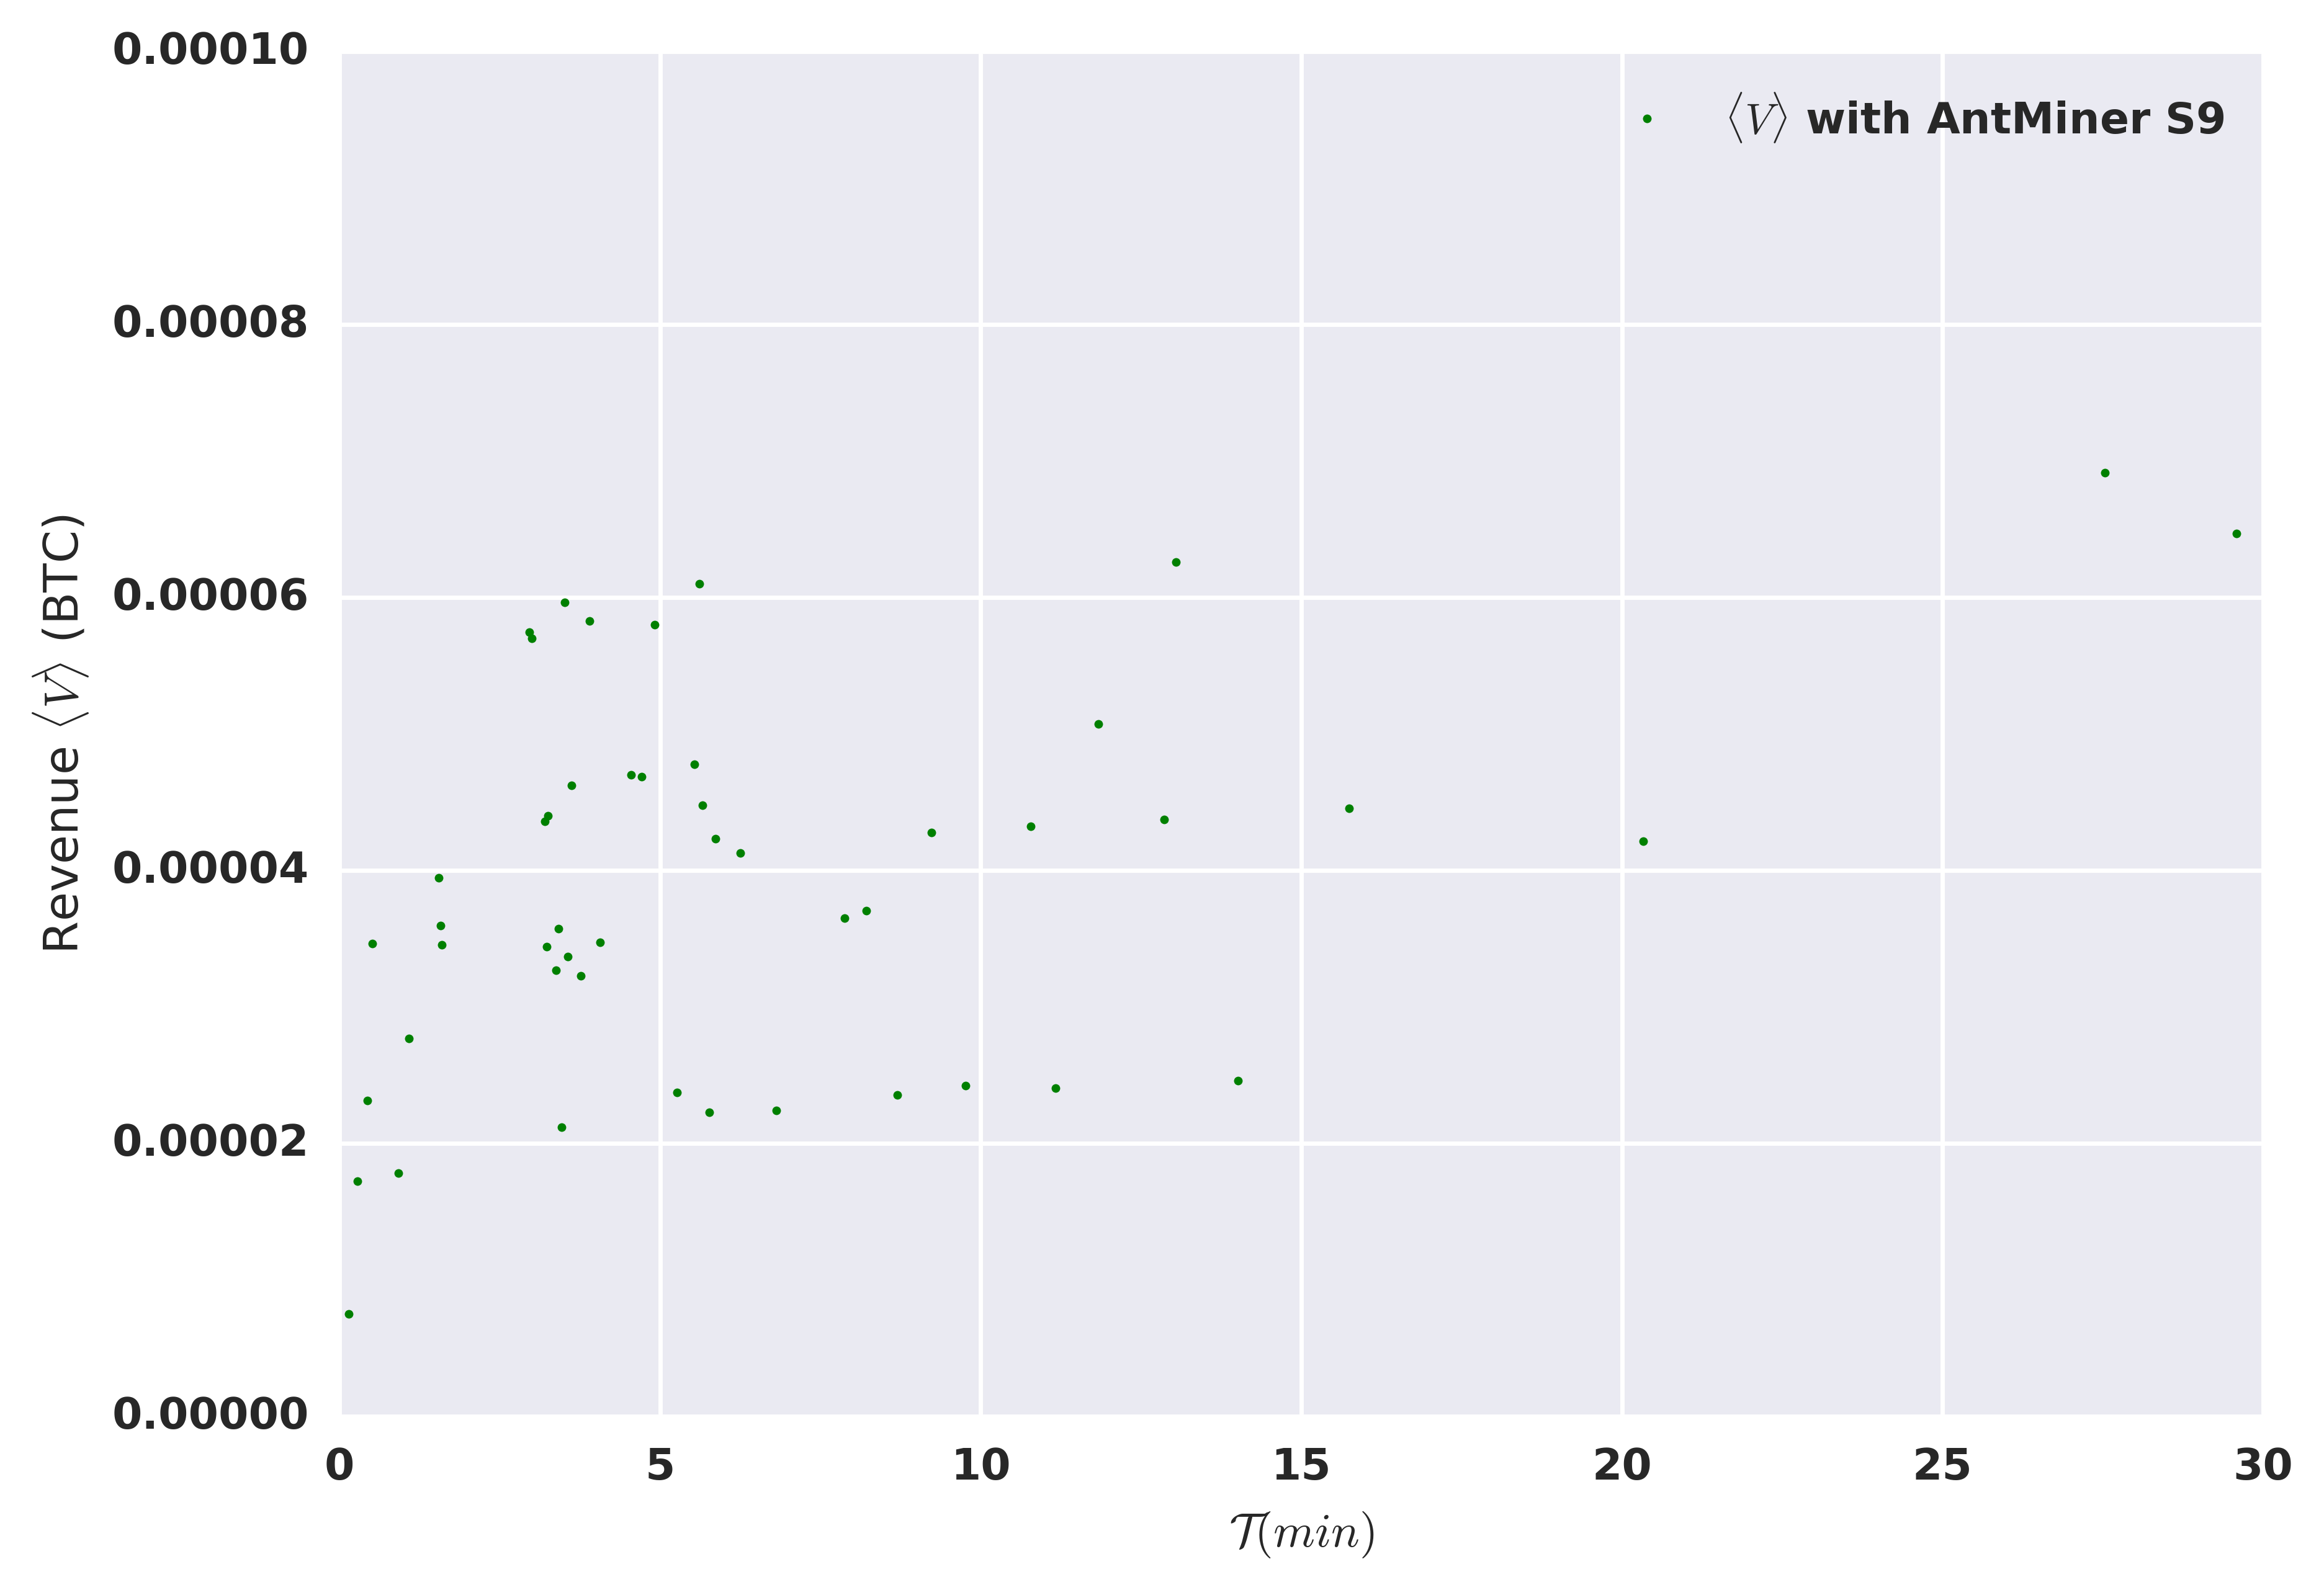 0.00010
⟨V⟩ with AntMiner S9
0.00008
0.00006
0.00004
0.00002
0.00000
Revenue ⟨V⟩ (BTC)
0 5 10 15 20 25 30
𝒯(min)